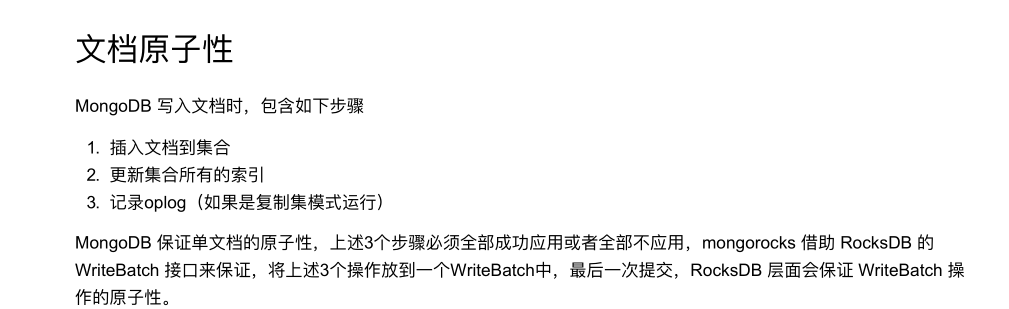 文档原子性
MongoDB 写入文档时，包含如下步骤
1. 插入文档到集合
2. 更新集合所有的索引
3. 记录oplog（如果是复制集模式运行）
MongoDB 保证单文档的原子性，上述3个步骤必须全部成功应用或者全部不应用，mongorocks 借助 RocksDB 的
WriteBatch 接口来保证，将上述3个操作放到一个WriteBatch中，最后一次提交，RocksDB 层面会保证 WriteBatch 操
作的原子性。